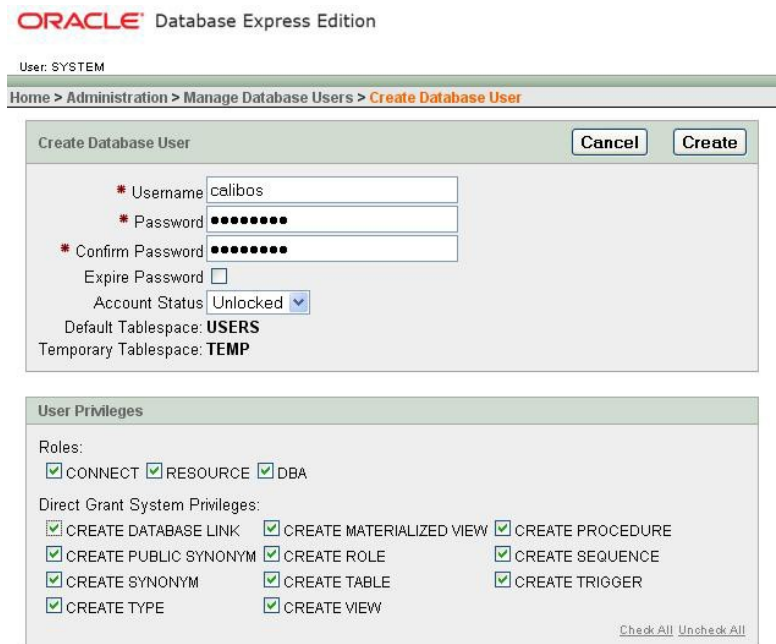 ORACLE® Database Express Edition
User: SYSTEM
Home > Administration > Manage Database Users > Create Database User
Create Database User Cancel Create
* Username calibos
* Password ●●●●●●●●
* Confirm Password ●●●●●●●●
Expire Password
Account Status Unlocked
Default Tablespace: USERS
Temporary Tablespace: TEMP
User Privileges
Roles:
CONNECT RESOURCE DBA
Direct Grant System Privileges:
CREATE DATABASE LINK CREATE MATERIALIZED VIEW CREATE PROCEDURE
CREATE PUBLIC SYNONYM CREATE ROLE CREATE SEQUENCE
CREATE SYNONYM CREATE TABLE CREATE TRIGGER
CREATE TYPE CREATE VIEW
Check All Uncheck All